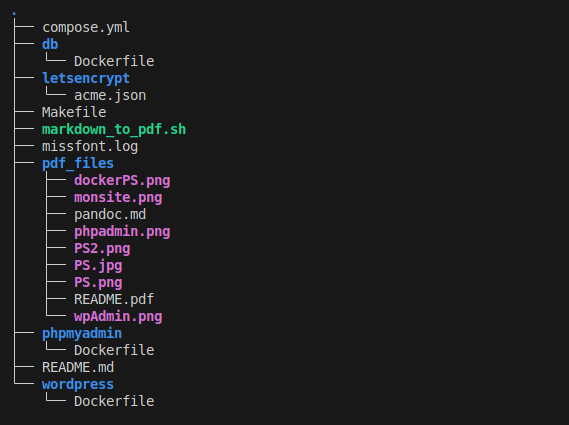 .
├── compose.yml
├── db
│   └── Dockerfile
├── letsencrypt
│   └── acme.json
├── Makefile
├── markdown_to_pdf.sh
├── missfont.log
├── pdf_files
│   ├── dockerPS.png
│   ├── monsite.png
│   ├── pandoc.md
│   ├── phpadmin.png
│   ├── PS2.png
│   ├── PS.jpg
│   ├── PS.png
│   ├── README.pdf
│   └── wpAdmin.png
├── phpmyadmin
│   └── Dockerfile
├── README.md
└── wordpress
    └── Dockerfile